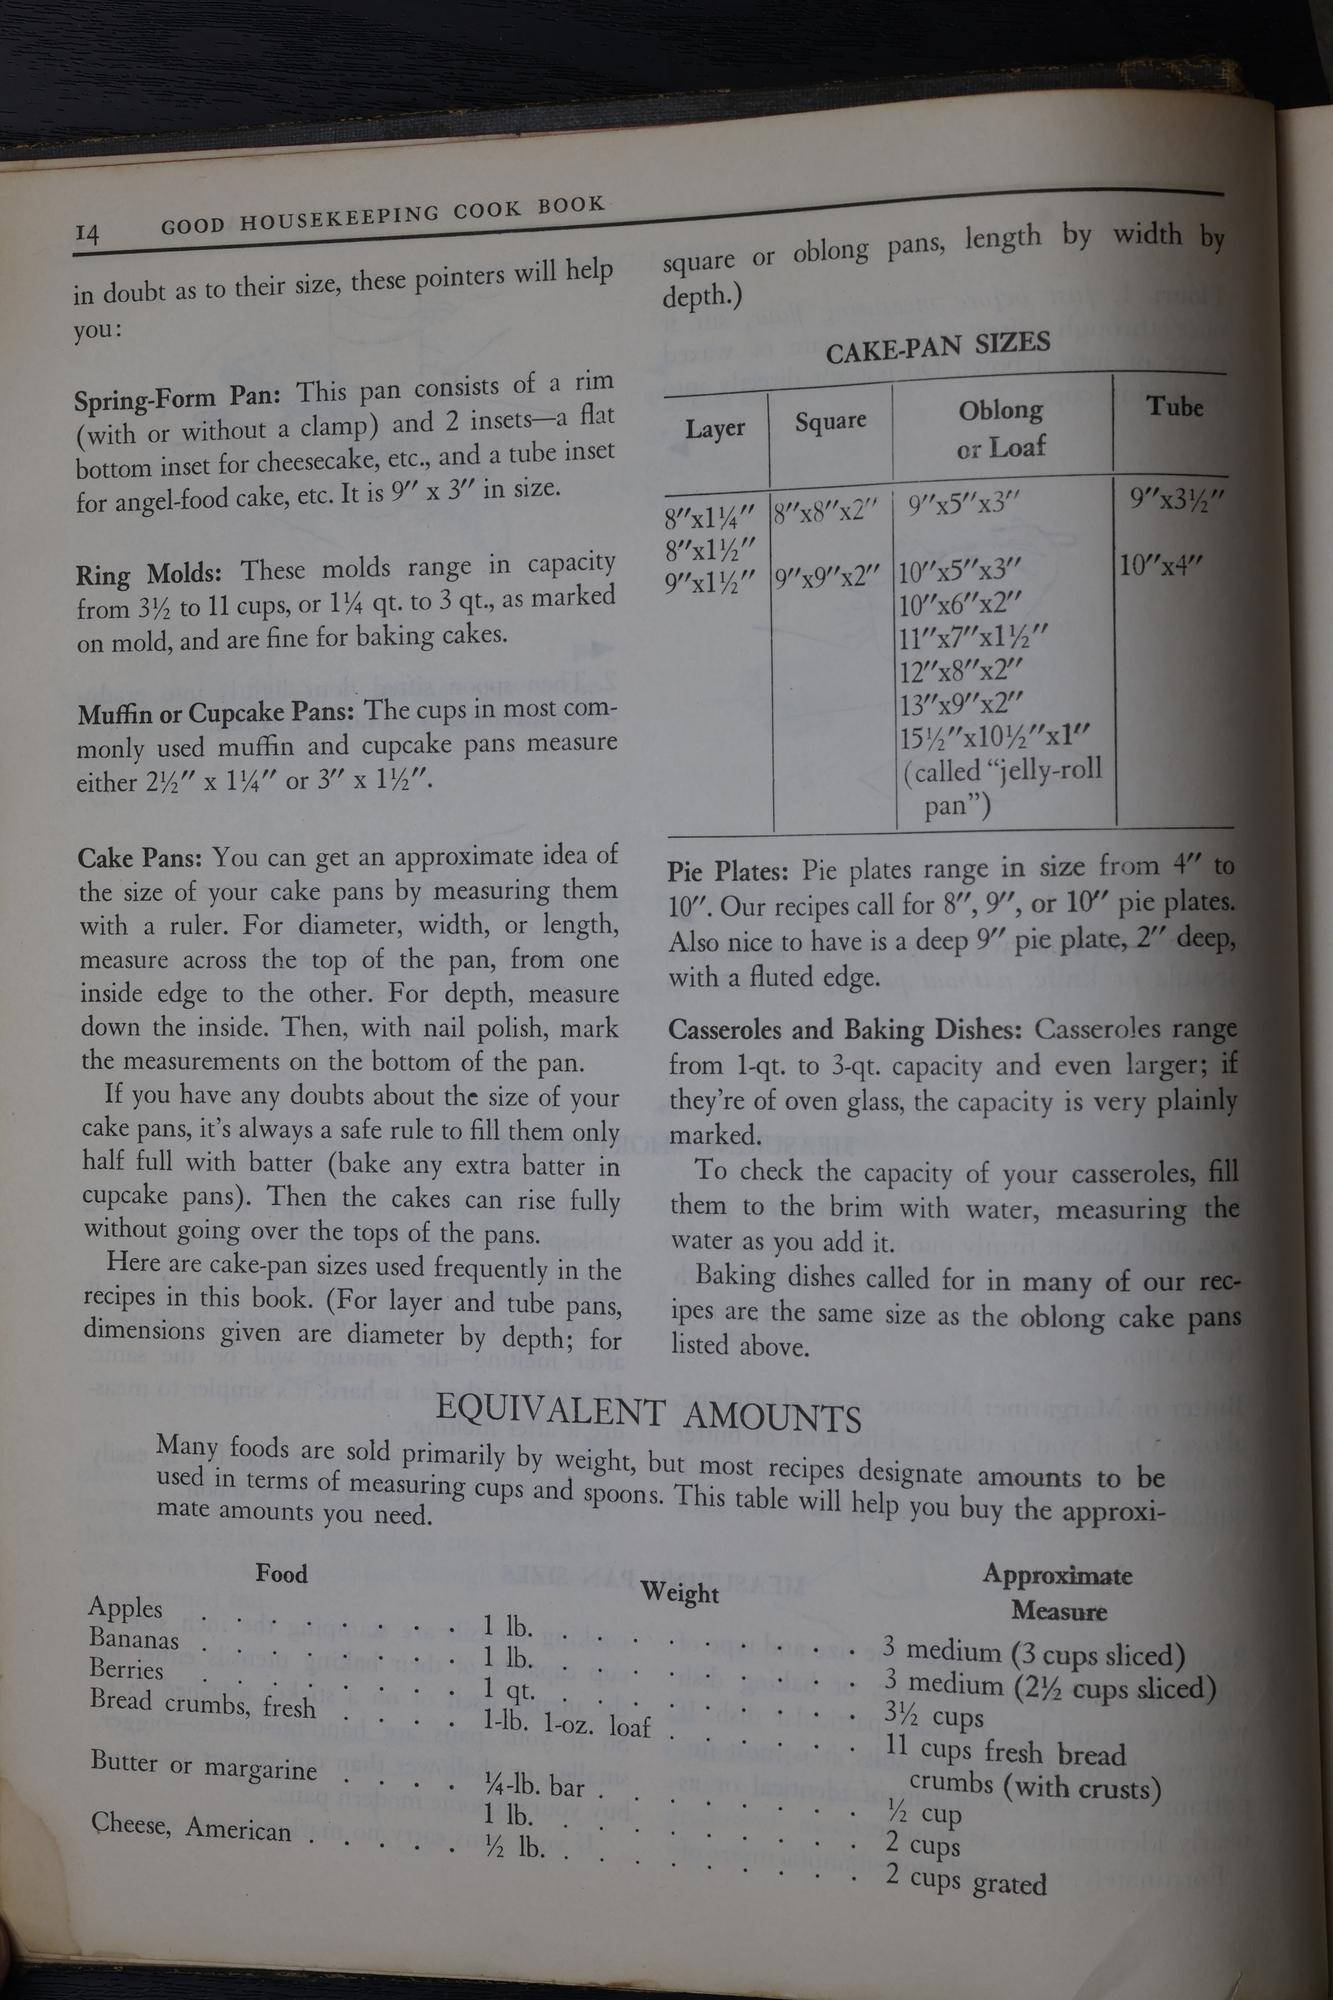 14 GOOD HOUSEKEEPING COOK BOOK
in doubt as to their size, these pointers will help
you:
Spring-Form Pan: This pan consists of a rim
(with or without a clamp) and 2 insets—a flat
bottom inset for cheesecake, etc., and a tube inset
for angel-food cake, etc. It is 9″ x 3″ in size.
Ring Molds: These molds range in capacity
from 3½ to 11 cups, or 1¼ qt. to 3 qt., as marked
on mold, and are fine for baking cakes.
Muffin or Cupcake Pans: The cups in most com-
monly used muffin and cupcake pans measure
either 2½″ x 1¼″ or 3″ x 1½″.
Cake Pans: You can get an approximate idea of
the size of your cake pans by measuring them
with a ruler. For diameter, width, or length,
measure across the top of the pan, from one
inside edge to the other. For depth, measure
down the inside. Then, with nail polish, mark
the measurements on the bottom of the pan.
If you have any doubts about the size of your
cake pans, it's always a safe rule to fill them only
half full with batter (bake any extra batter in
cupcake pans). Then the cakes can rise fully
without going over the tops of the pans.
Here are cake-pan sizes used frequently in the
recipes in this book. (For layer and tube pans,
dimensions given are diameter by depth; for
square or oblong pans, length by width by
depth.)
CAKE-PAN SIZES
Layer Square Oblong Tube
or Loaf
8″x1¼″ 8″x8″x2″ 9″x5″x3″ 9″x3½″
8″x1½″
9″x1½″ 9″x9″x2″ 10″x5″x3″ 10″x4″
10″x6″x2″
11″x7″x1½″
12″x8″x2″
13″x9″x2″
15½″x10½″x1″
(called “jelly-roll
pan”)
Pie Plates: Pie plates range in size from 4″ to
10″. Our recipes call for 8″, 9″, or 10″ pie plates.
Also nice to have is a deep 9″ pie plate, 2″ deep,
with a fluted edge.
Casseroles and Baking Dishes: Casseroles range
from 1-qt. to 3-qt. capacity and even larger; if
they're of oven glass, the capacity is very plainly
marked.
To check the capacity of your casseroles, fill
them to the brim with water, measuring the
water as you add it.
Baking dishes called for in many of our rec-
ipes are the same size as the oblong cake pans
listed above.
EQUIVALENT AMOUNTS
Many foods are sold primarily by weight, but most recipes designate amounts to be
used in terms of measuring cups and spoons. This table will help you buy the approxi-
mate amounts you need.
Food Weight Approximate
Measure
Apples . . . . . . . . 1 lb. . . . . . . . . . . 3 medium (3 cups sliced)
Bananas . . . . . . . . 1 lb. . . . . . . . . . . 3 medium (2½ cups sliced)
Berries . . . . . . . . 1 qt. . . . . . . . . . . 3½ cups
Bread crumbs, fresh . . . . 1-lb. 1-oz. loaf . . . . . . 11 cups fresh bread
crumbs (with crusts)
Butter or margarine . . . . ¼-lb. bar . . . . . . . . ½ cup
1 lb. . . . . . . . . . 2 cups
Cheese, American . . . . . ½ lb. . . . . . . . . . 2 cups grated